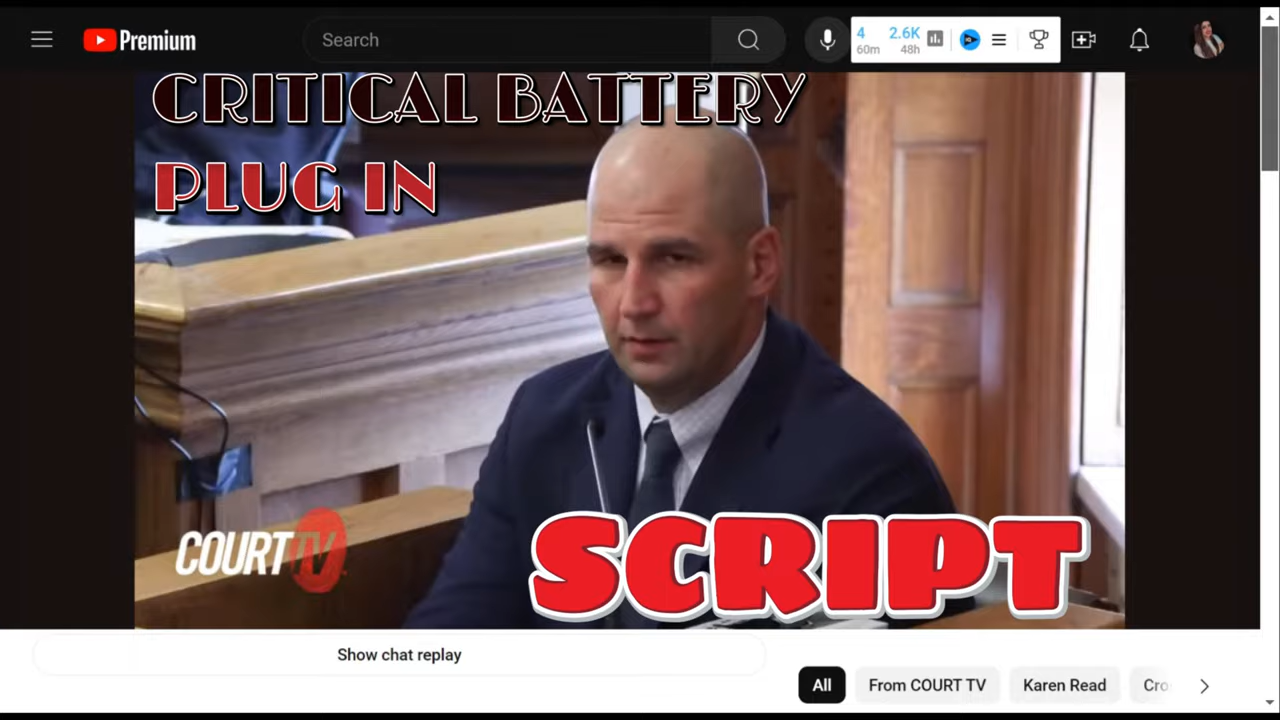 Premium
Search
4
2.6K
60m
48h
CRITICAL BATTERY
PLUG IN
COURT TV
SCRIPT
Show chat replay
All
From COURT TV
Karen Read
Cro